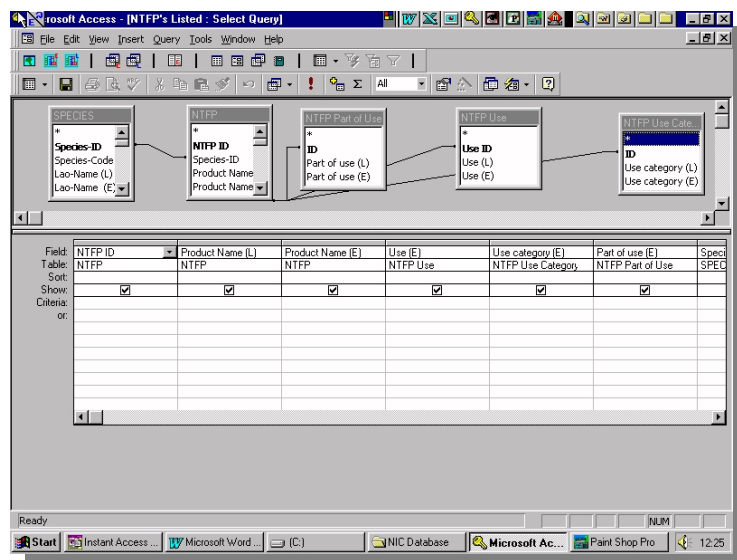 Microsoft Access - [NTFP's Listed : Select Query]
File Edit View Insert Query Tools Window Help
All
SPECIES
*
Species-ID
Species-Code
Lao-Name (L)
Lao-Name (E)
NTFP
*
NTFP ID
Species-ID
Product Name
Product Name
NTFP Part of Use
*
ID
Part of use (L)
Part of use (E)
NTFP Use
*
Use ID
Use (L)
Use (E)
NTFP Use Cate...
*
ID
Use category (L)
Use category (E)
Field: NTFP ID Product Name (L) Product Name (E) Use (E) Use category (E) Part of use (E) Speci
Table: NTFP NTFP NTFP NTFP Use NTFP Use Category NTFP Part of Use SPEC
Sort:
Show:
Criteria:
or:
Ready NUM
Start Instant Access ... Microsoft Word ... (C:) NIC Database Microsoft Ac... Paint Shop Pro 12:25